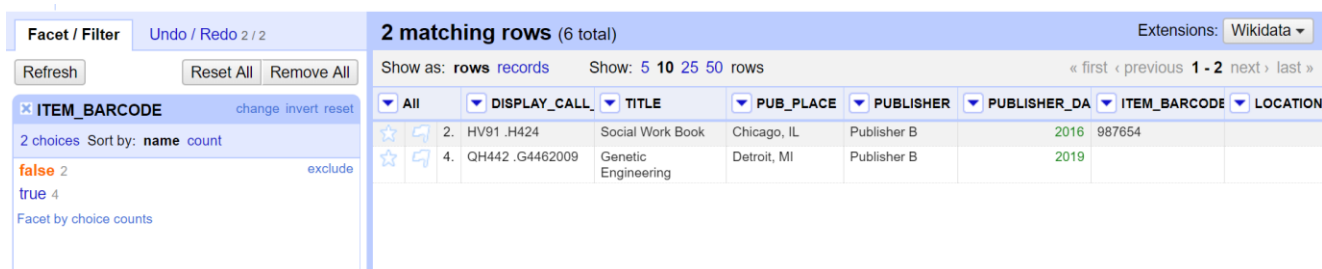 Facet / Filter Undo / Redo 2 / 2
Refresh Reset All Remove All
ITEM_BARCODE change invert reset
2 choices Sort by: name count
false 2 exclude
true 4
Facet by choice counts
2 matching rows (6 total) Extensions: Wikidata
Show as: rows records Show: 5 10 25 50 rows « first ‹ previous 1 - 2 next › last »
All DISPLAY_CALL_ TITLE PUB_PLACE PUBLISHER PUBLISHER_DA ITEM_BARCODE LOCATION
2. HV91 .H424 Social Work Book Chicago, IL Publisher B 2016 987654
4. QH442 .G4462009 Genetic Detroit, MI Publisher B 2019
Engineering